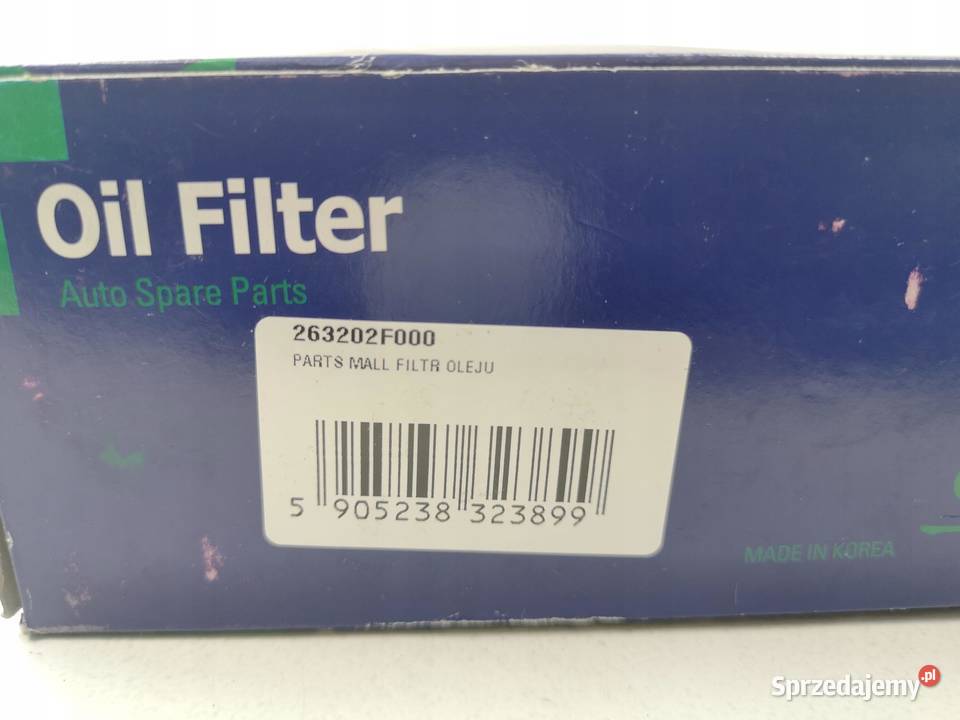 Oil Filter
Auto Spare Parts
263202F000
PARTS MALL FILTR OLEJU
5 905238 323899
MADE IN KOREA
Sprzedajemy.pl